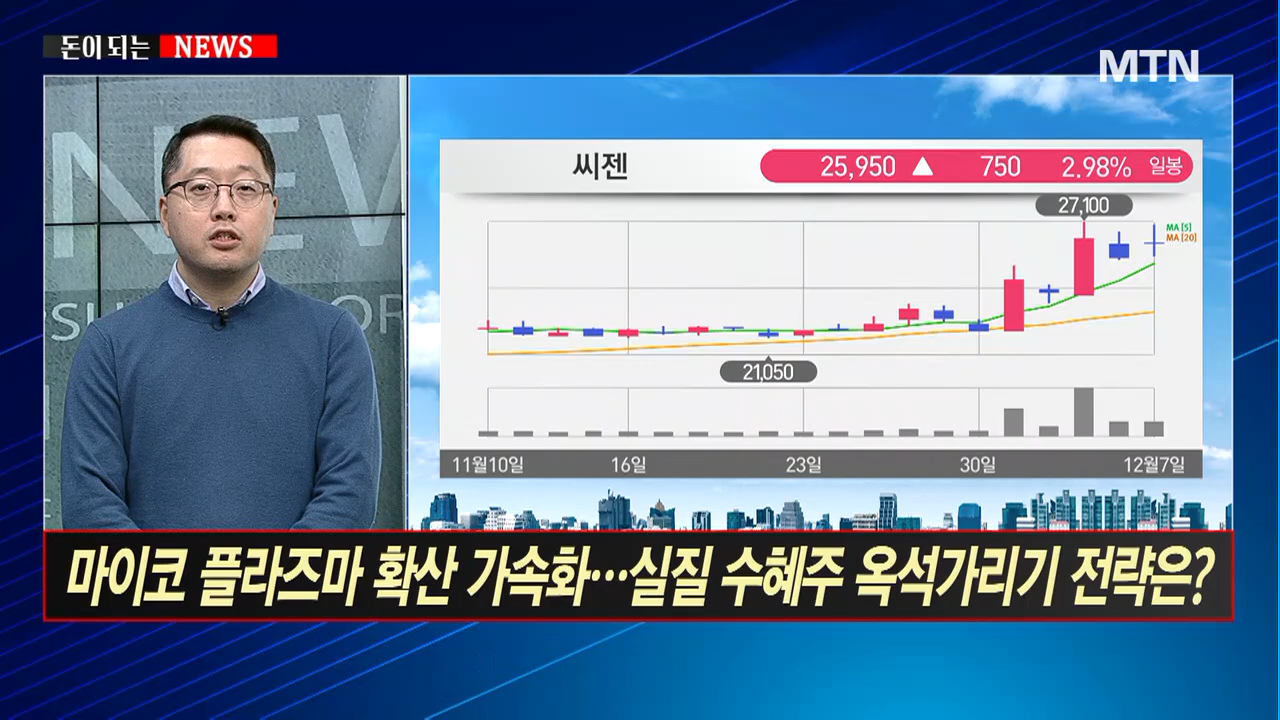 돈이 되는 NEWS
MTN
NEW
씨젠
25,950 ▲ 750 2.98% 일봉
27,100
MA [5]
MA [20]
21,050
11월10일 16일 23일 30일 12월7일
마이코 플라즈마 확산 가속화…실질 수혜주 옥석가리기 전략은?